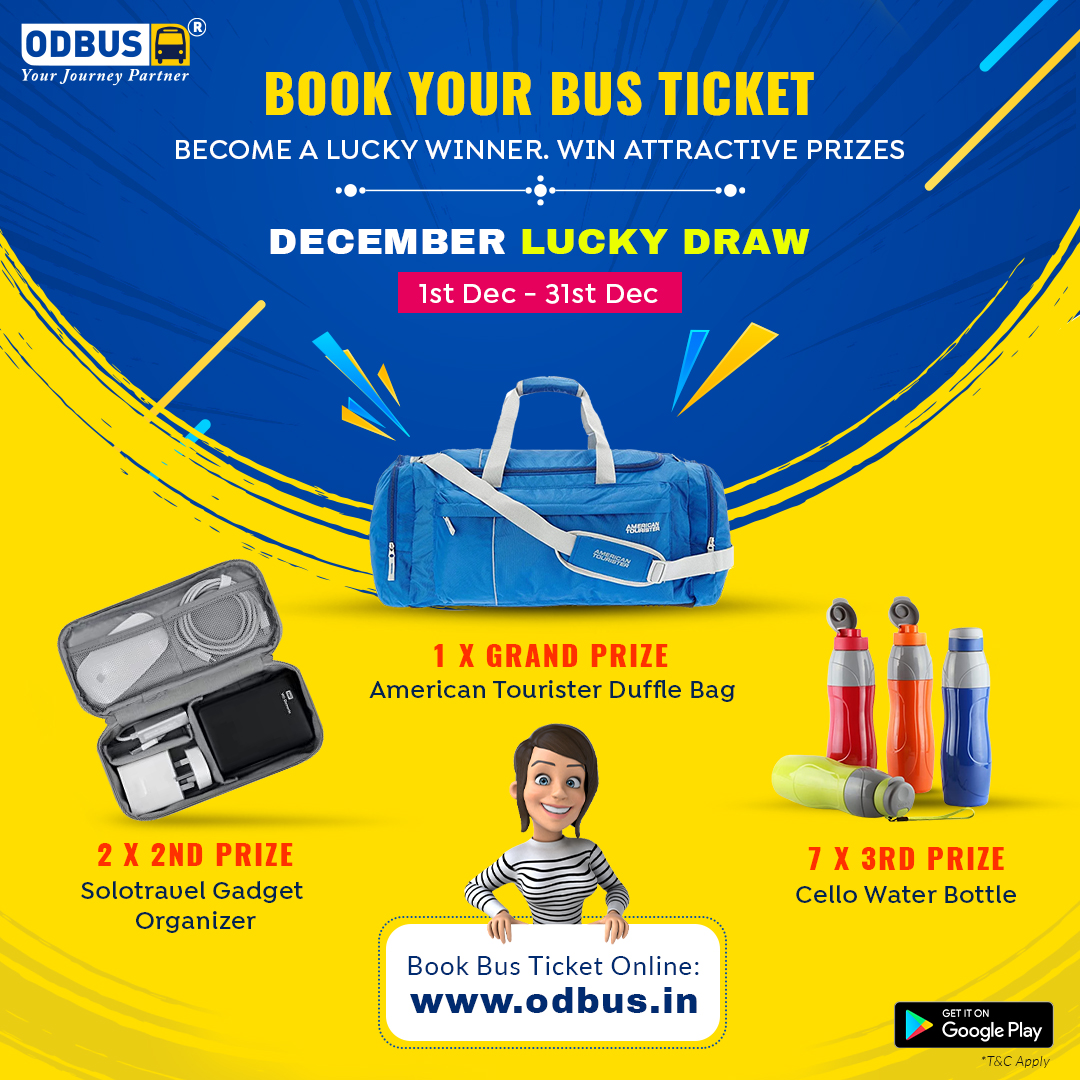 ODBUS ®
Your Journey Partner
BOOK YOUR BUS TICKET
BECOME A LUCKY WINNER. WIN ATTRACTIVE PRIZES
DECEMBER LUCKY DRAW
1st Dec - 31st Dec
AMERICAN
TOURISTER
AMERICAN
TOURISTER
1 X GRAND PRIZE
American Tourister Duffle Bag
2 X 2ND PRIZE
Solotravel Gadget
Organizer
7 X 3RD PRIZE
Cello Water Bottle
Book Bus Ticket Online:
www.odbus.in
GET IT ON
Google Play
*T&C Apply